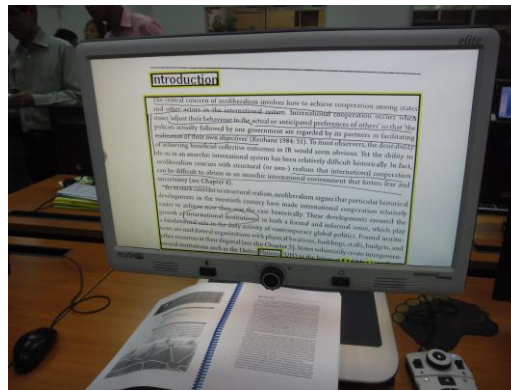 elite
Introduction
The central concern of neoliberalism involves how to achieve cooperation among states
and other actors in the international system. International cooperation occurs when
states 'adjust their behaviour to the actual or anticipated preferences of others' so that 'the
policies actually followed by one government are regarded by its partners as facilitating
realization of their own objectives' (Keohane 1984: 51). To most observers, the desirability
of achieving beneficial collective outcomes in IR would seem obvious. Yet the ability
to so in an anarchic international system has been relatively difficult historically. In fact,
neoliberalism concurs with structural (or neo-) realism that international cooperation
can be difficult to obtain in an anarchic international environment that fosters fear and
uncertainty (see Chapter 4).
Yet in stark contrast to structural realism, neoliberalism argues that particular historical
developments in the twentieth century have made international cooperation relatively
easier to achieve now than was the case historically. These developments ensured the
growth of international institutions, in both a formal and informal sense, which play
a fundamental role in the daily activity of contemporary global politics. Formal institu-
tions are multilateral organizations with physical locations, buildings, staffs, budgets, and
other resources at their disposal (see also Chapter 3). States voluntarily create intergovern-
mental institutions such as the United Nations (UN) or the